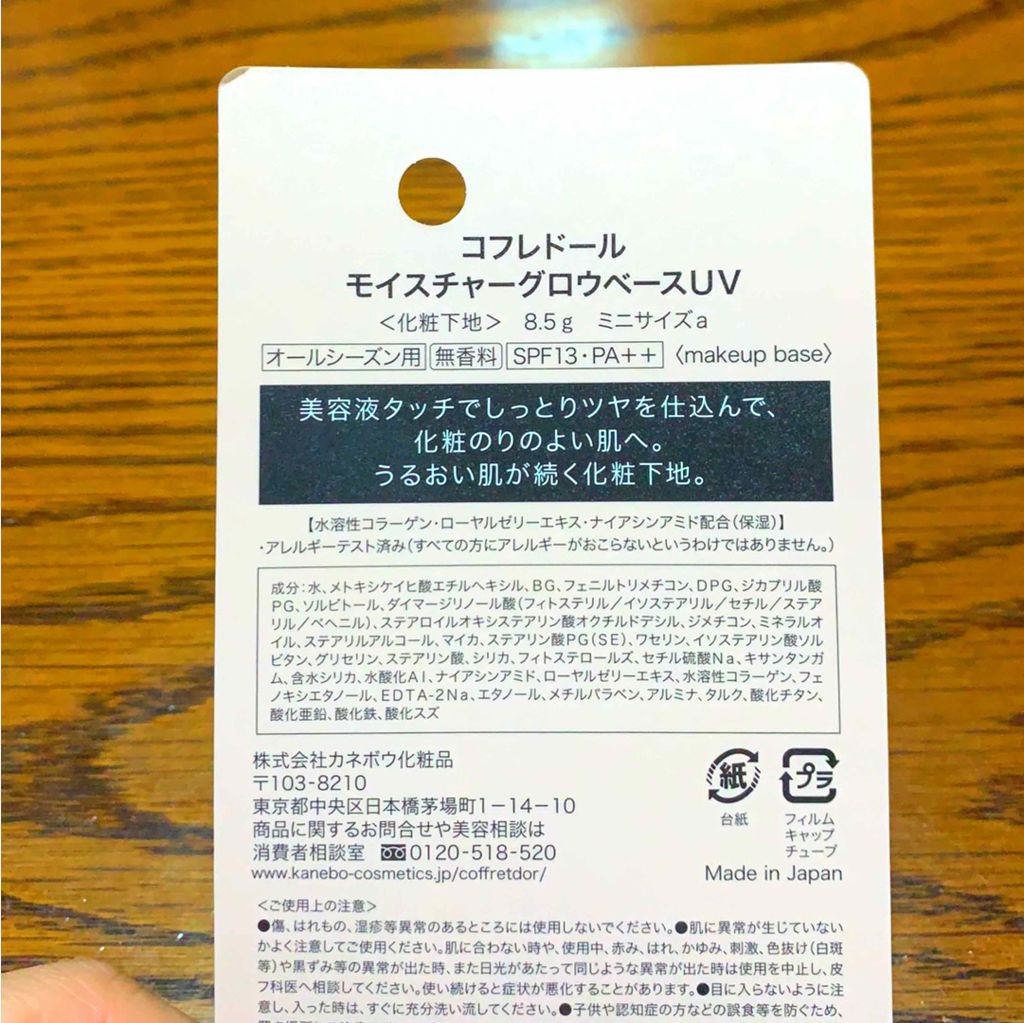 コフレドール
モイスチャーグロウベースUV
＜化粧下地＞ 8.5g ミニサイズa
オールシーズン用 無香料 SPF13・PA++ 〈makeup base〉
美容液タッチでしっとりツヤを仕込んで、
化粧のりのよい肌へ。
うるおい肌が続く化粧下地。
【水溶性コラーゲン・ローヤルゼリーエキス・ナイアシンアミド配合（保湿）】
・アレルギーテスト済み（すべての方にアレルギーがおこらないというわけではありません。）
成分：水、メトキシケイヒ酸エチルヘキシル、BG、フェニルトリメチコン、DPG、ジカプリル酸
PG、ソルビトール、ダイマージリノール酸（フィトステリル／イソステアリル／セチル／ステア
リル／ベヘニル）、ステアロイルオキシステアリン酸オクチルドデシル、ジメチコン、ミネラルオ
イル、ステアリルアルコール、マイカ、ステアリン酸PG（SE）、ワセリン、イソステアリン酸ソル
ビタン、グリセリン、ステアリン酸、シリカ、フィトステロールズ、セチル硫酸Na、キサンタンガ
ム、含水シリカ、水酸化Al、ナイアシンアミド、ローヤルゼリーエキス、水溶性コラーゲン、フェ
ノキシエタノール、EDTA-2Na、エタノール、メチルパラベン、アルミナ、タルク、酸化チタン、
酸化亜鉛、酸化鉄、酸化スズ
株式会社カネボウ化粧品
〒103-8210
東京都中央区日本橋茅場町1－14－10
商品に関するお問合せや美容相談は
消費者相談室 0120-518-520
www.kanebo-cosmetics.jp/coffretdor/
紙
台紙
プラ
フィルム
キャップ
チューブ
Made in Japan
＜ご使用上の注意＞
●傷、はれもの、湿疹等異常のあるところには使用しないでください。●肌に異常が生じていない
かよく注意してご使用ください。肌に合わない時や、使用中、赤み、はれ、かゆみ、刺激、色抜け（白斑
等）や黒ずみ等の異常が出た時、また日光があたって同じような異常が出た時は使用を中止し、皮
フ科医へ相談してください。使い続けると症状が悪化することがあります。●目に入らないように注
意し、入った時は、すぐに充分洗い流してください。●子供や認知症の方などの誤食等を防ぐため、